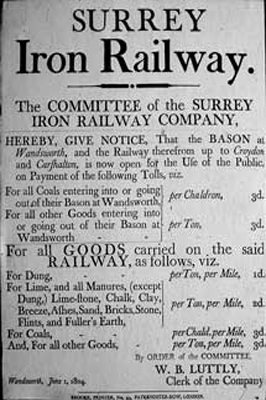 SURREY
Iron Railway.
The COMMITTEE of the SURREY
IRON RAILWAY COMPANY,
HEREBY, GIVE NOTICE, That the BASON at
Wandsworth, and the Railway therefrom up to Croydon
and Carshalton, is now open for the Use of the Public,
on Payment of the following Tolls, viz.
For all Coals entering into or going out of their Bason at Wandsworth, per Chaldron, 3d.
For all other Goods entering into or going out of their Bason at Wandsworth - - per Ton, 3d.
For all GOODS carried on the said
RAILWAY, as follows, viz.
For Dung, - - per Ton, per Mile, 1d.
For Lime, and all Manures, (except
Dung,) Lime-stone, Chalk, Clay,
Breeze, Ashes, Sand, Bricks, Stone, per Ton, per Mile, 2d.
Flints, and Fuller's Earth,
For Coals, - - per Chald. per Mile, 3d.
And, For all other Goods, - per Ton, per Mile, 3d.
By ORDER of the COMMITTEE,
W. B. LUTTLY,
Wandsworth, June 1, 1804. Clerk of the Company
BROOKE, PRINTER, No. 35, PATERNOSTER-ROW, LONDON.